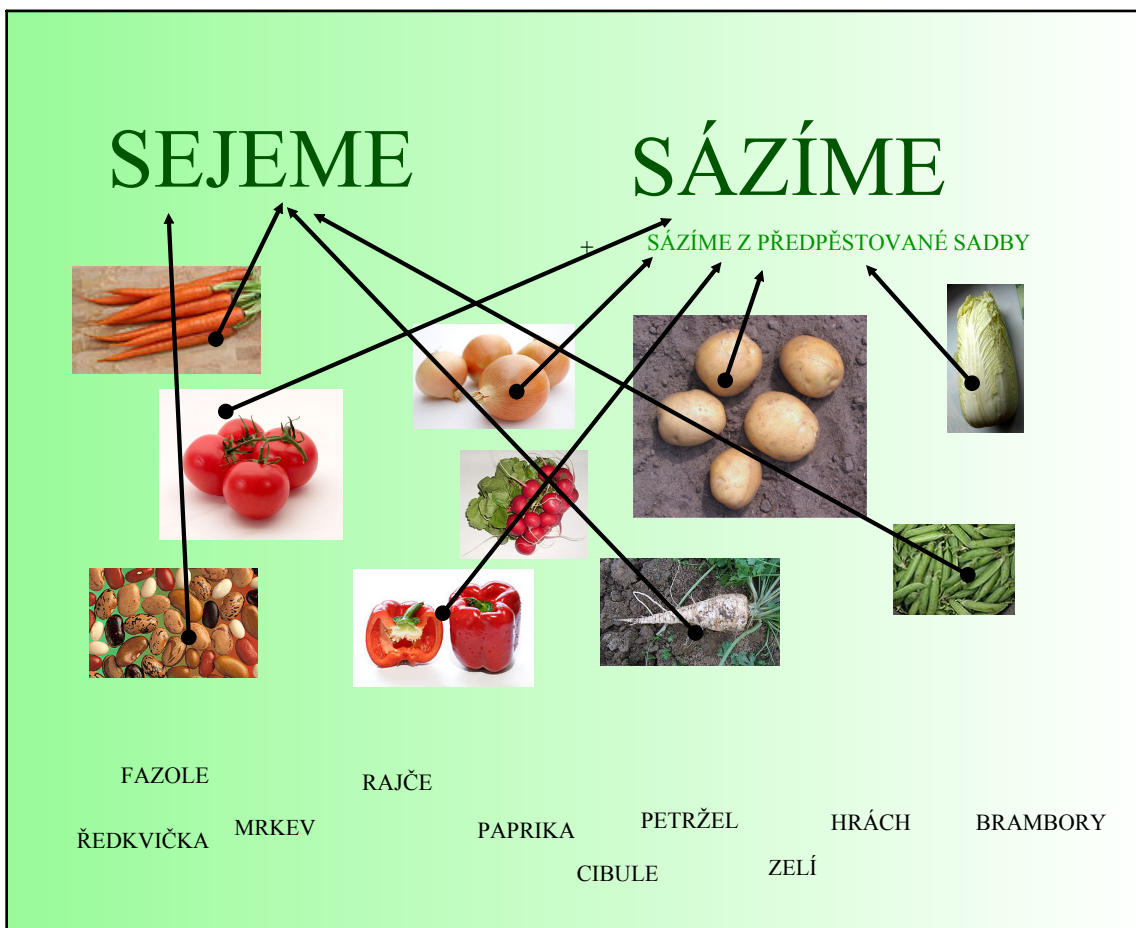 SEJEME
SÁZÍME
+
SÁZÍME Z PŘEDPĚSTOVANÉ SADBY
FAZOLE
RAJČE
ŘEDKVIČKA
MRKEV
PAPRIKA
PETRŽEL
HRÁCH
BRAMBORY
CIBULE
ZELÍ